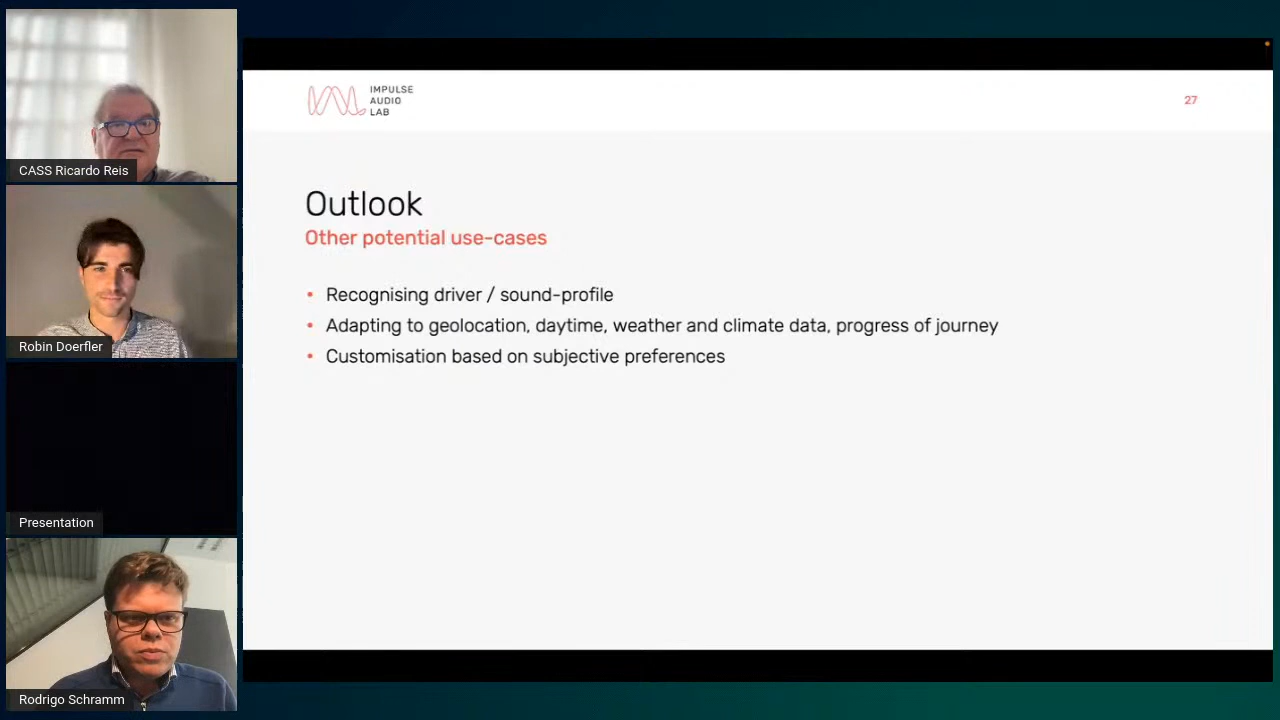 CASS Ricardo Reis
Robin Doerfler
Presentation
Rodrigo Schramm
IMPULSE
AUDIO
LAB
27
Outlook
Other potential use-cases
• Recognising driver / sound-profile
• Adapting to geolocation, daytime, weather and climate data, progress of journey
• Customisation based on subjective preferences